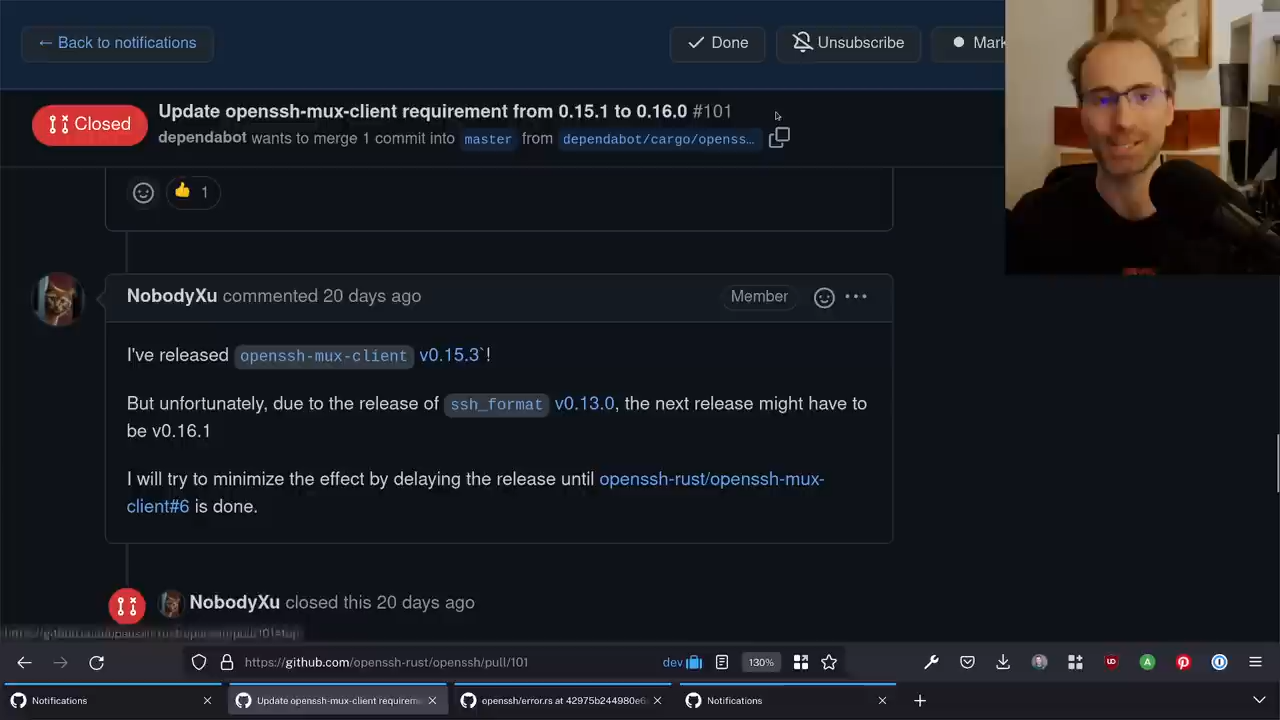 ← Back to notifications
Done
Unsubscribe
Mark
Closed
Update openssh-mux-client requirement from 0.15.1 to 0.16.0 #101
dependabot wants to merge 1 commit into master from dependabot/cargo/openss…
1
NobodyXu commented 20 days ago
Member
I've released openssh-mux-client v0.15.3`!
But unfortunately, due to the release of ssh_format v0.13.0, the next release might have to
be v0.16.1
I will try to minimize the effect by delaying the release until openssh-rust/openssh-mux-
client#6 is done.
NobodyXu closed this 20 days ago
https://github.com/openssh-rust/openssh/pull/101
dev
130%
Notifications
Update openssh-mux-client requirem
openssh/error.rs at 42975b244980e6
Notifications